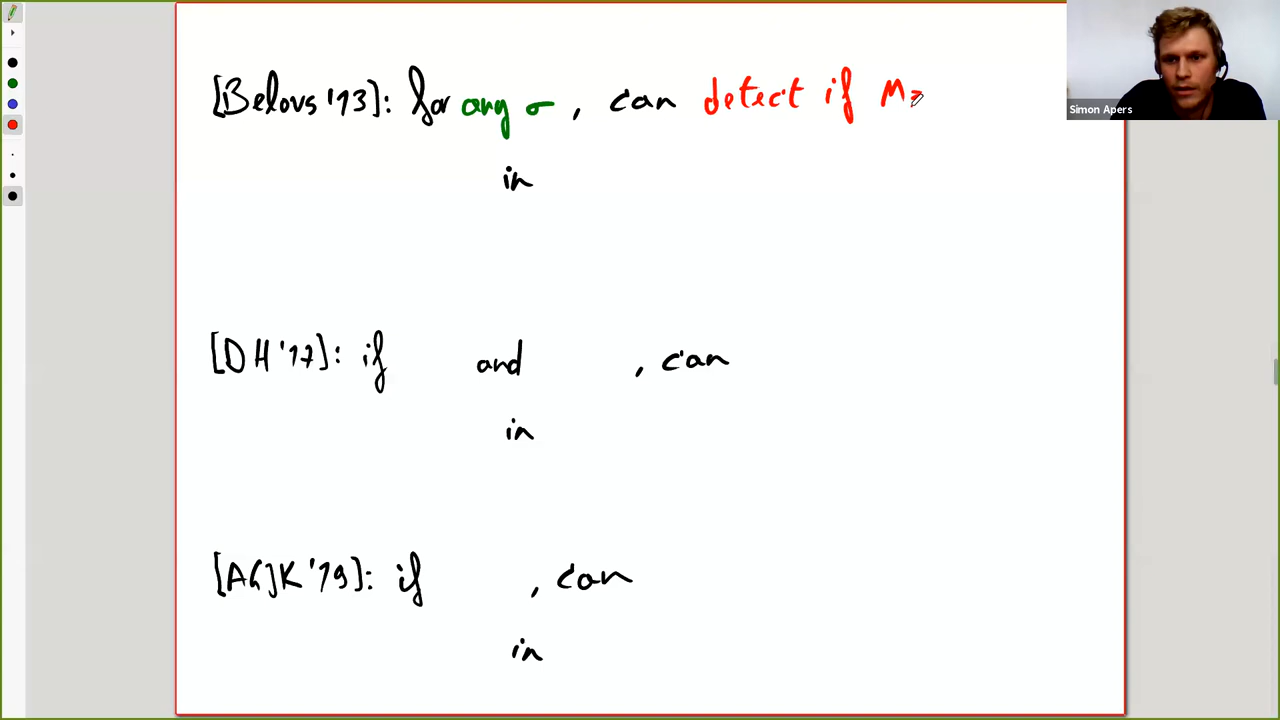 [Belovs '13]: for any σ, can detect if M
Simon Apers
in
[DH '17]: if and , can
in
[AGJK '19]: if , can
in